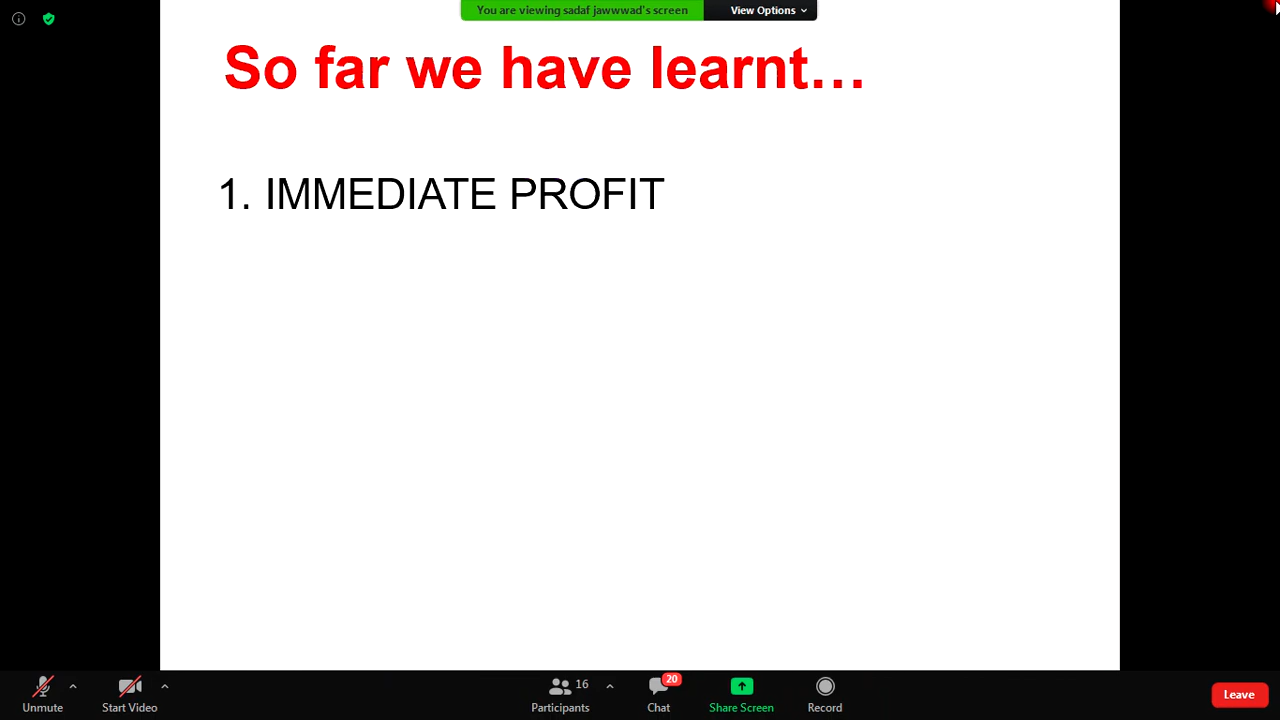 You are viewing sadaf jawwwad's screen View Options
So far we have learnt...
1. IMMEDIATE PROFIT
16 20
Unmute Start Video Participants Chat Share Screen Record Leave